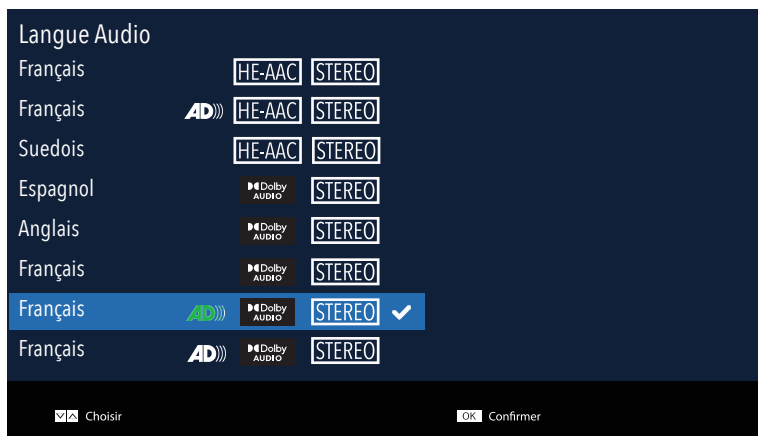 Langue Audio
Français HE-AAC STEREO
Français AD))) HE-AAC STEREO
Suedois HE-AAC STEREO
Espagnol Dolby AUDIO STEREO
Anglais Dolby AUDIO STEREO
Français Dolby AUDIO STEREO
Français AD))) Dolby AUDIO STEREO
Français AD))) Dolby AUDIO STEREO
Choisir OK Confirmer